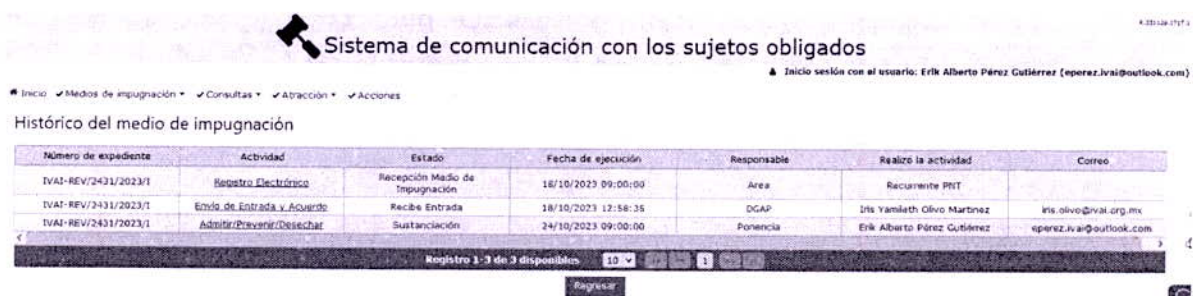 Sistema de comunicación con los sujetos obligados
Inicio sesión con el usuario: Erik Alberto Pérez Gutiérrez (eperez.ivai@outlook.com)
Inicio Medios de impugnación Consultas Atracción Acciones
Histórico del medio de impugnación
Número de expediente Actividad Estado Fecha de ejecución Responsable Realizó la actividad Correo
IVAI-REV/2431/2023/I Registro Electrónico Recepción Medio de Impugnación 16/10/2023 09:00:00 Area Recurrente PNT
IVAI-REV/2431/2023/I Envío de Entrada y Acuerdo Recibe Entrada 18/10/2023 12:58:35 DGAP Iris Yamileth Olivo Martinez iris.olivo@ivai.org.mx
IVAI-REV/2431/2023/I Admitir/Prevenir/Desechar Sustanciación 24/10/2023 09:00:00 Ponencia Erik Alberto Pérez Gutiérrez eperez.ivai@outlook.com
Registro 1-3 de 3 disponibles 10 1
Regresar